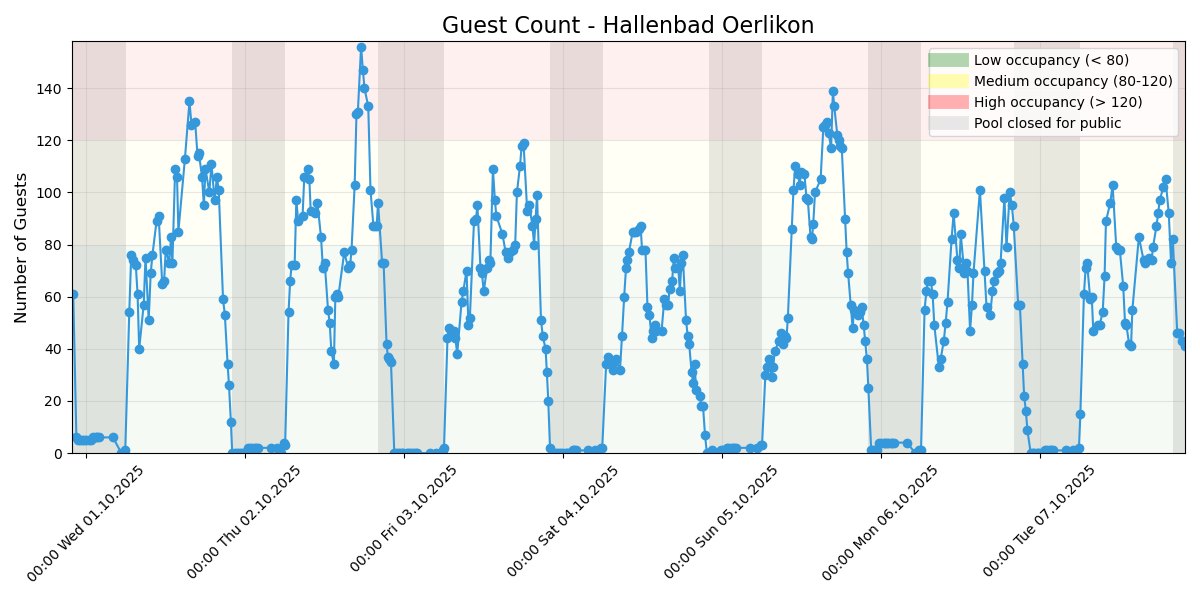 Guest Count - Hallenbad Oerlikon
Number of Guests
140
120
100
80
60
40
20
0
Low occupancy (< 80)
Medium occupancy (80-120)
High occupancy (> 120)
Pool closed for public
00:00 Wed 01.10.2025
00:00 Thu 02.10.2025
00:00 Fri 03.10.2025
00:00 Sat 04.10.2025
00:00 Sun 05.10.2025
00:00 Mon 06.10.2025
00:00 Tue 07.10.2025